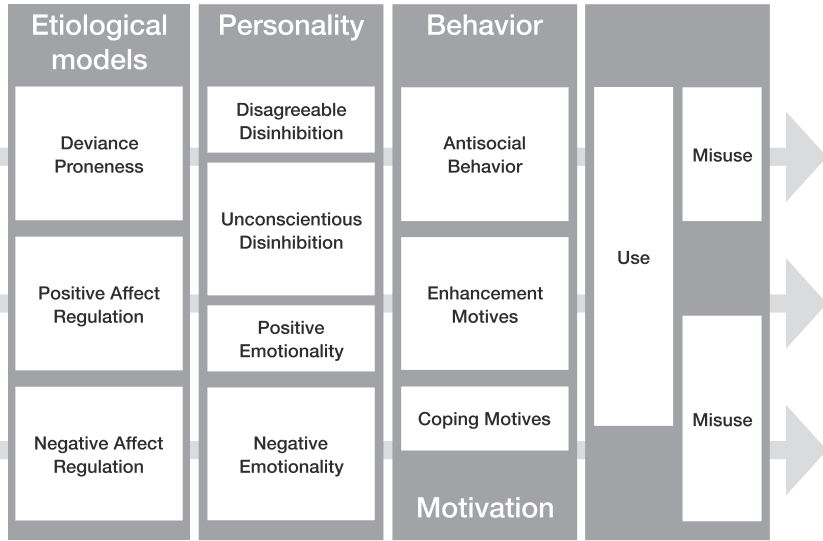 Etiological
models
Deviance
Proneness
Positive Affect
Regulation
Negative Affect
Regulation
Personality
Disagreeable
Disinhibition
Unconscientious
Disinhibition
Positive
Emotionality
Negative
Emotionality
Behavior
Antisocial
Behavior
Enhancement
Motives
Coping Motives
Motivation
Use
Misuse
Misuse